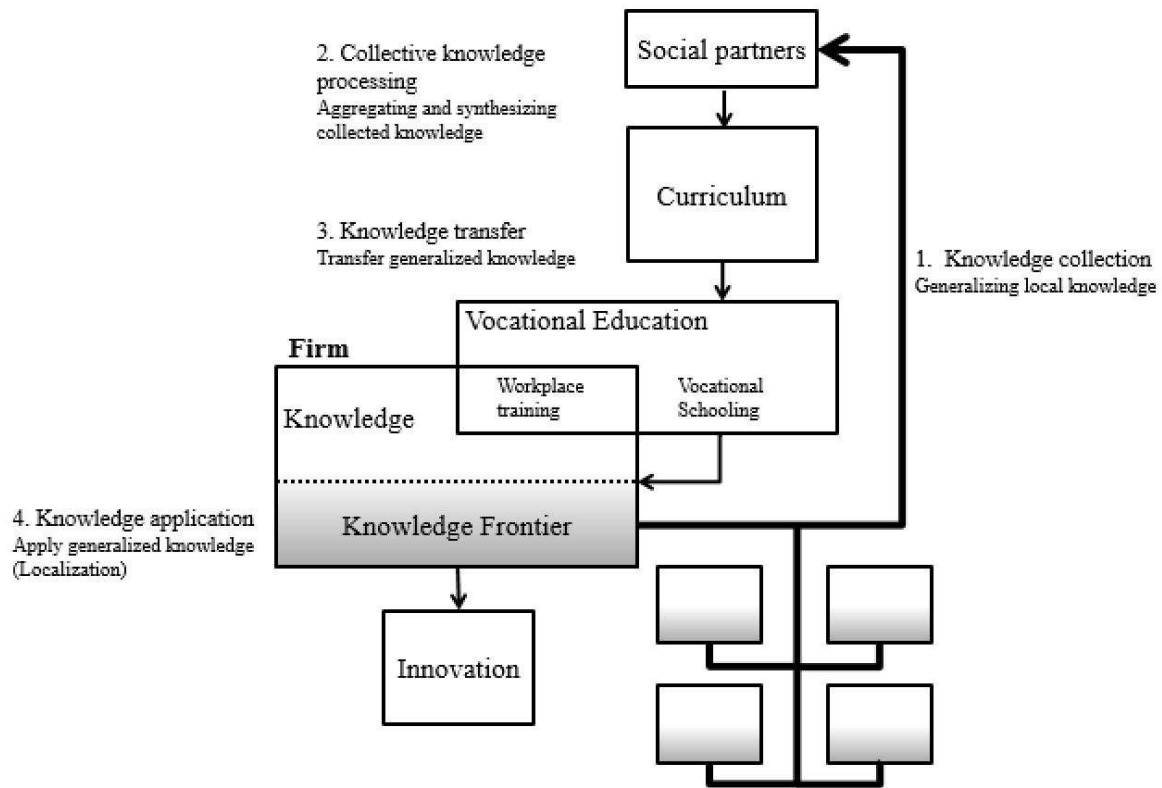 Social partners
2. Collective knowledge
processing
Aggregating and synthesizing
collected knowledge
Curriculum
3. Knowledge transfer
Transfer generalized knowledge
1. Knowledge collection
Generalizing local knowledge
Vocational Education
Firm
Workplace
training
Vocational
Schooling
Knowledge
4. Knowledge application
Apply generalized knowledge
(Localization)
Knowledge Frontier
Innovation